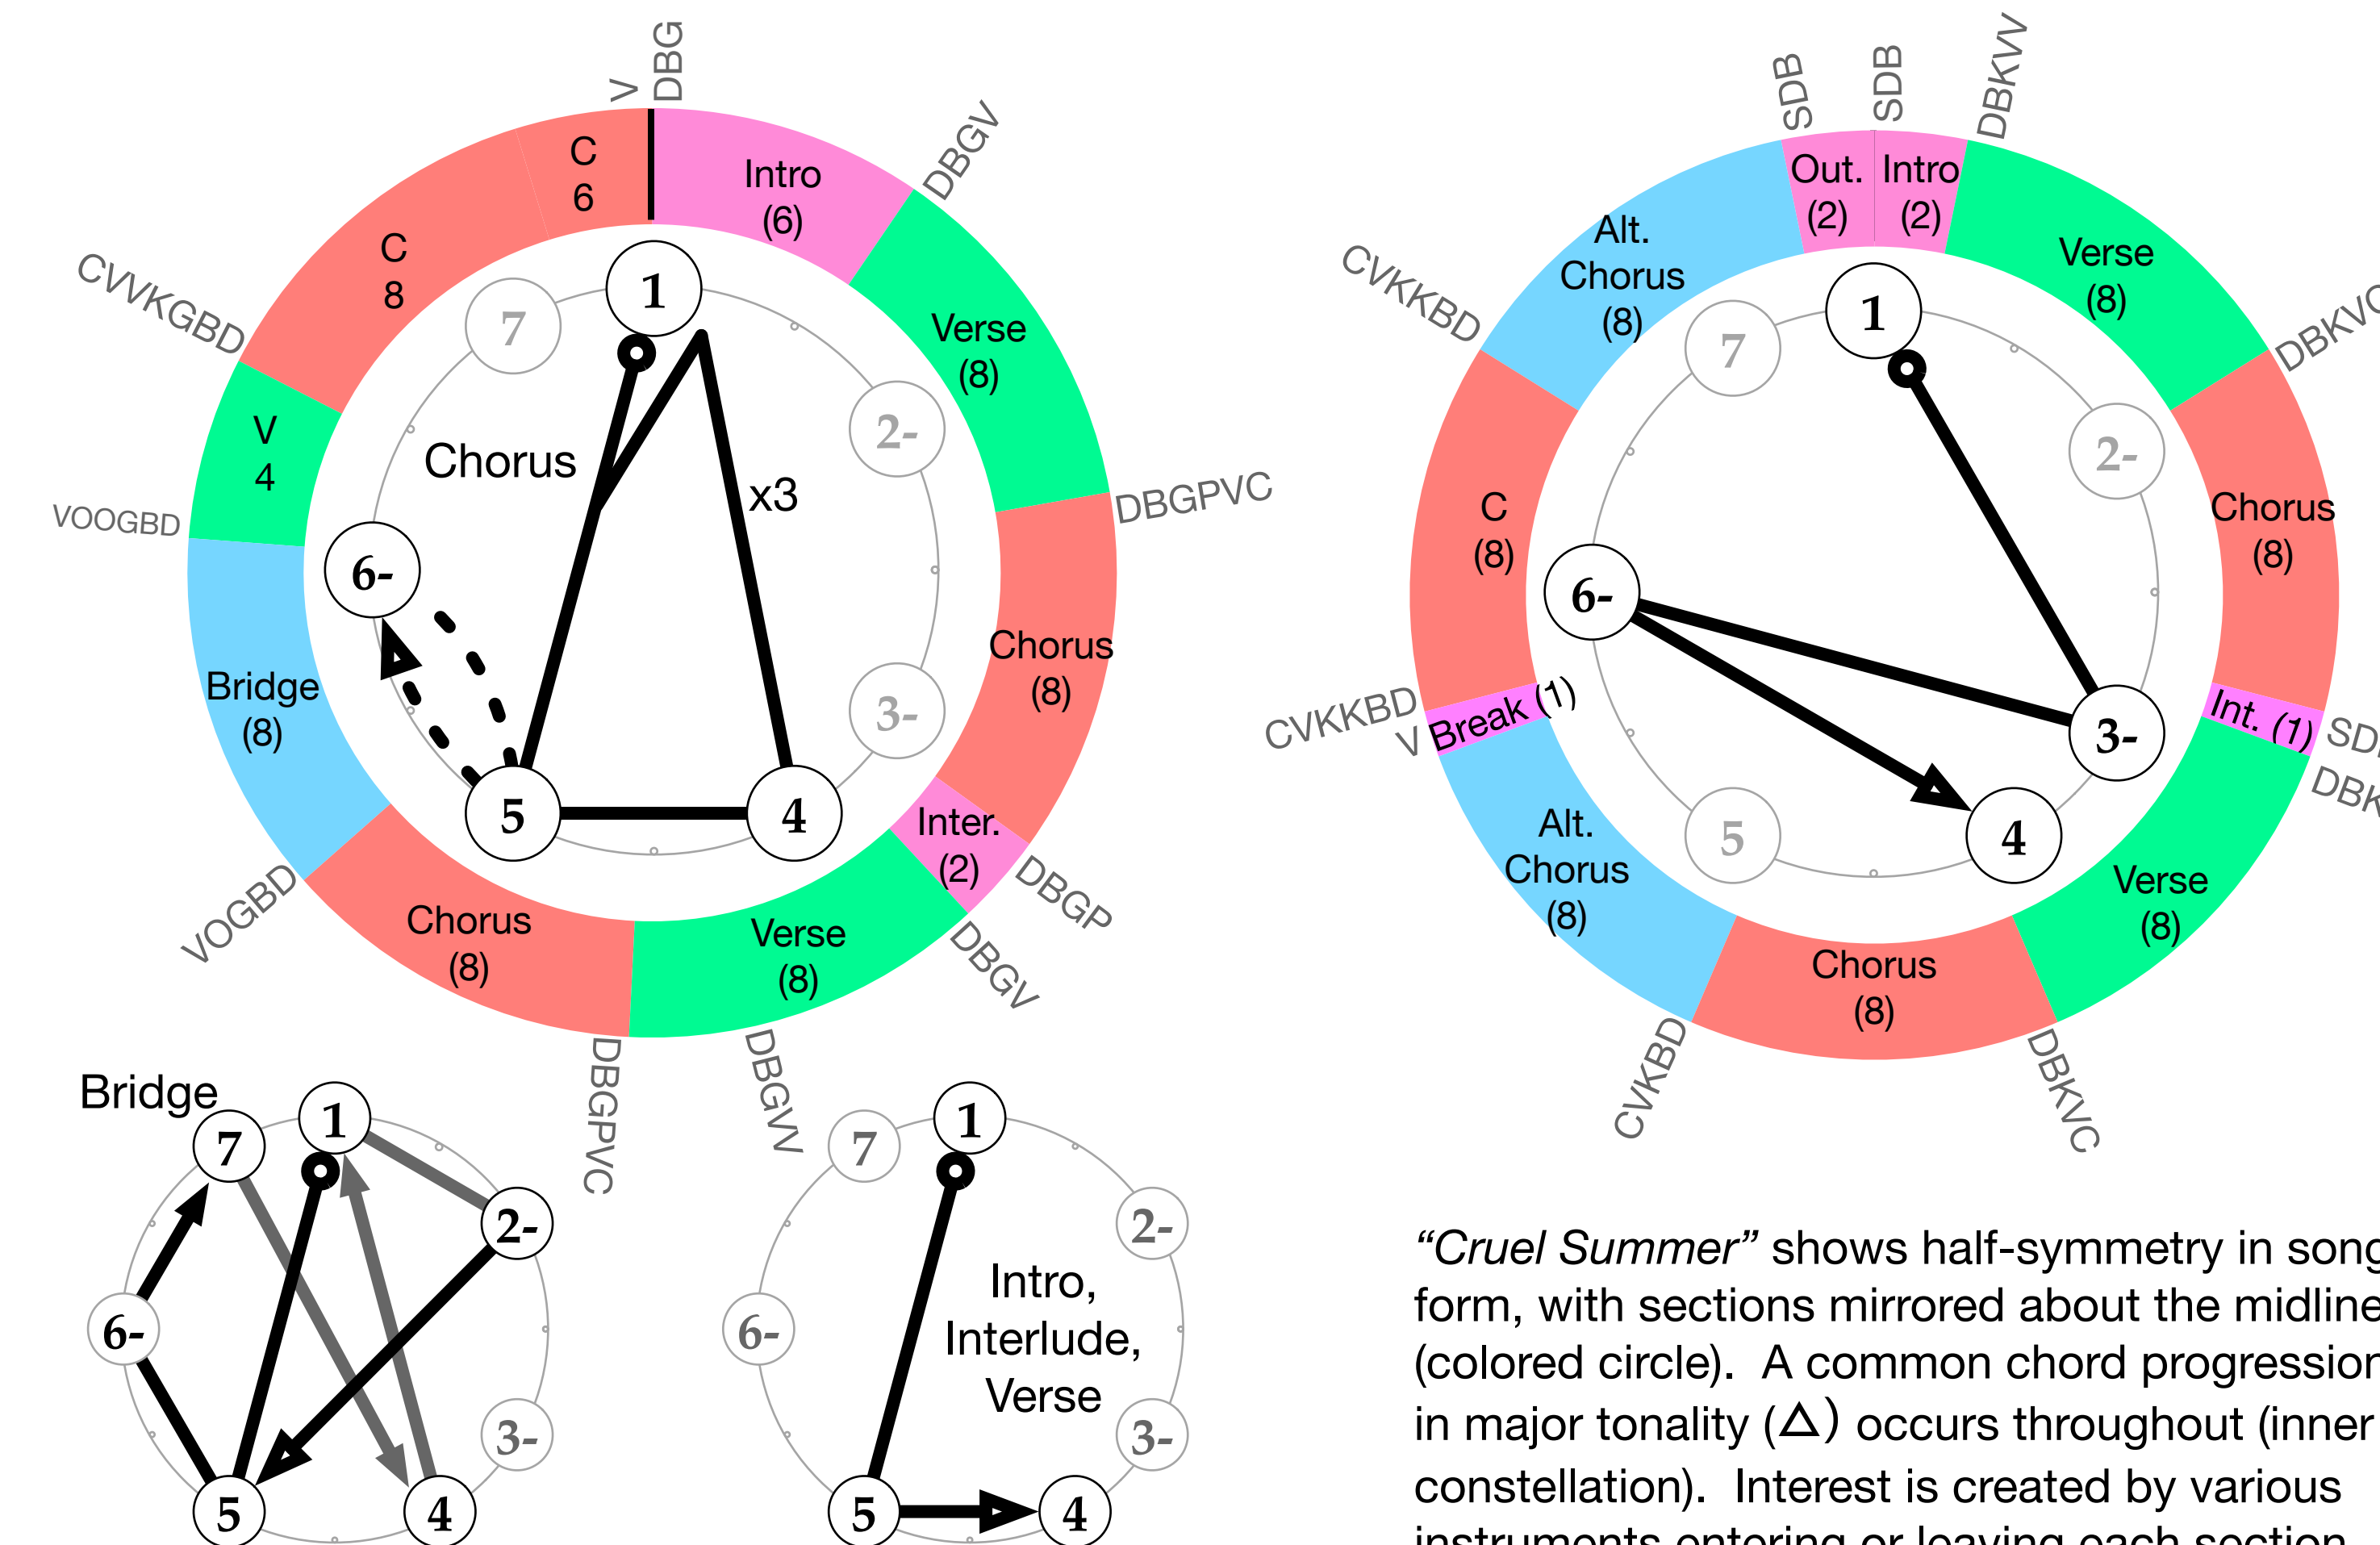 V
DBG
C
6
Intro
(6)
DBGV
Verse
(8)
DBGPVC
Chorus
(8)
Inter.
(2)
DBGP
DBGV
Verse
(8)
DBGVV
DBGPVC
Chorus
(8)
VOGBD
Bridge
(8)
VOOGBD
V
4
CVVKGBD
C
8
1
7
2-
Chorus
x3
6-
3-
5
4
SDB
SDB
DBKVV
Out.
(2)
Intro
(2)
Verse
(8)
Chorus
(8)
Int. (1)
Verse
(8)
DBKVC
Chorus
(8)
CVKBD
Alt.
Chorus
(8)
V
Break (1)
CVKKBD
C
(8)
CVKKBD
Alt.
Chorus
(8)
1
7
2-
6-
3-
5
4
Bridge
1
7
2-
6-
3-
5
4
1
7
2-
Intro,
Interlude,
Verse
6-
3-
5
4
“Cruel Summer” shows half-symmetry in song
form, with sections mirrored about the midline
(colored circle). A common chord progression
in major tonality (△) occurs throughout (inner
constellation). Interest is created by various
instruments entering or leaving each section